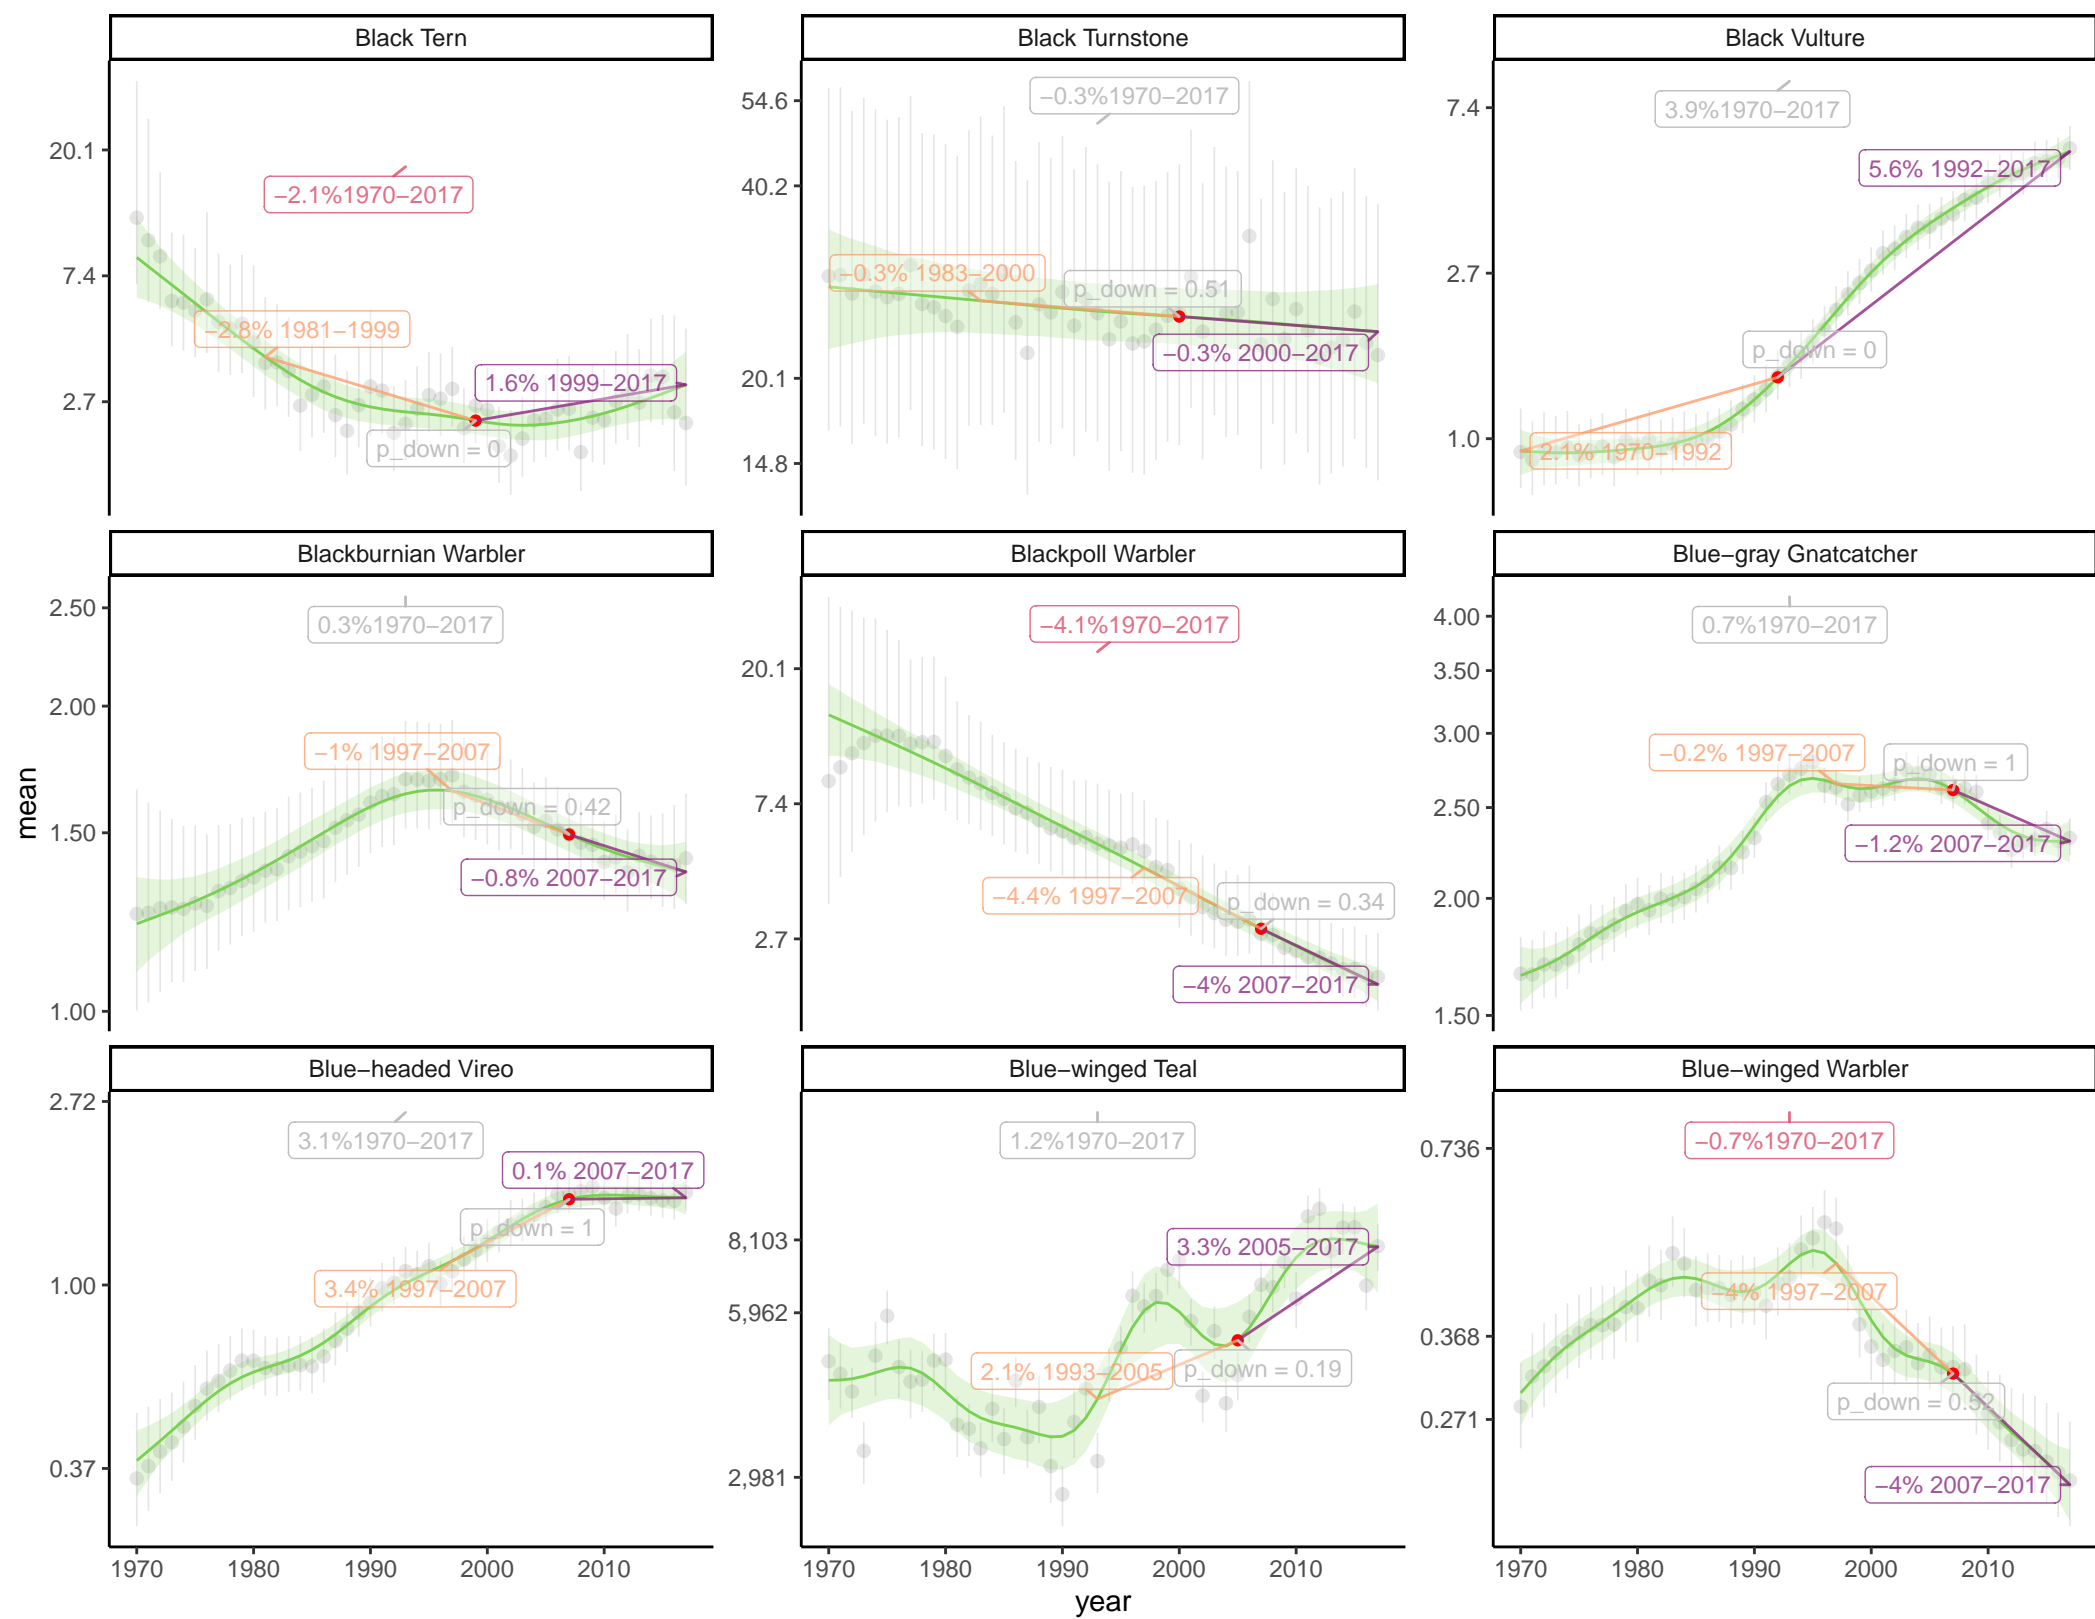 Black Tern
20.1
7.4
2.7
−2.1%1970−2017
−2.8% 1981−1999
1.6% 1999−2017
p_down = 0
Black Turnstone
54.6
40.2
20.1
14.8
−0.3%1970−2017
−0.3% 1983−2000
p_down = 0.51
−0.3% 2000−2017
Black Vulture
7.4
2.7
1.0
3.9%1970−2017
5.6% 1992−2017
p_down = 0
2.1% 1970−1992
mean
Blackburnian Warbler
2.50
2.00
1.50
1.00
0.3%1970−2017
−1% 1997−2007
p_down = 0.42
−0.8% 2007−2017
Blackpoll Warbler
20.1
7.4
2.7
−4.1%1970−2017
−4.4% 1997−2007
p_down = 0.34
−4% 2007−2017
Blue−gray Gnatcatcher
4.00
3.50
3.00
2.50
2.00
1.50
0.7%1970−2017
−0.2% 1997−2007
p_down = 1
−1.2% 2007−2017
Blue−headed Vireo
2.72
1.00
0.37
3.1%1970−2017
0.1% 2007−2017
p_down = 1
3.4% 1997−2007
1970 1980 1990 2000 2010
Blue−winged Teal
8,103
5,962
2,981
1.2%1970−2017
3.3% 2005−2017
2.1% 1993−2005
p_down = 0.19
1970 1980 1990 2000 2010
Blue−winged Warbler
0.736
0.368
0.271
−0.7%1970−2017
−4% 1997−2007
p_down = 0.52
−4% 2007−2017
1970 1980 1990 2000 2010
year